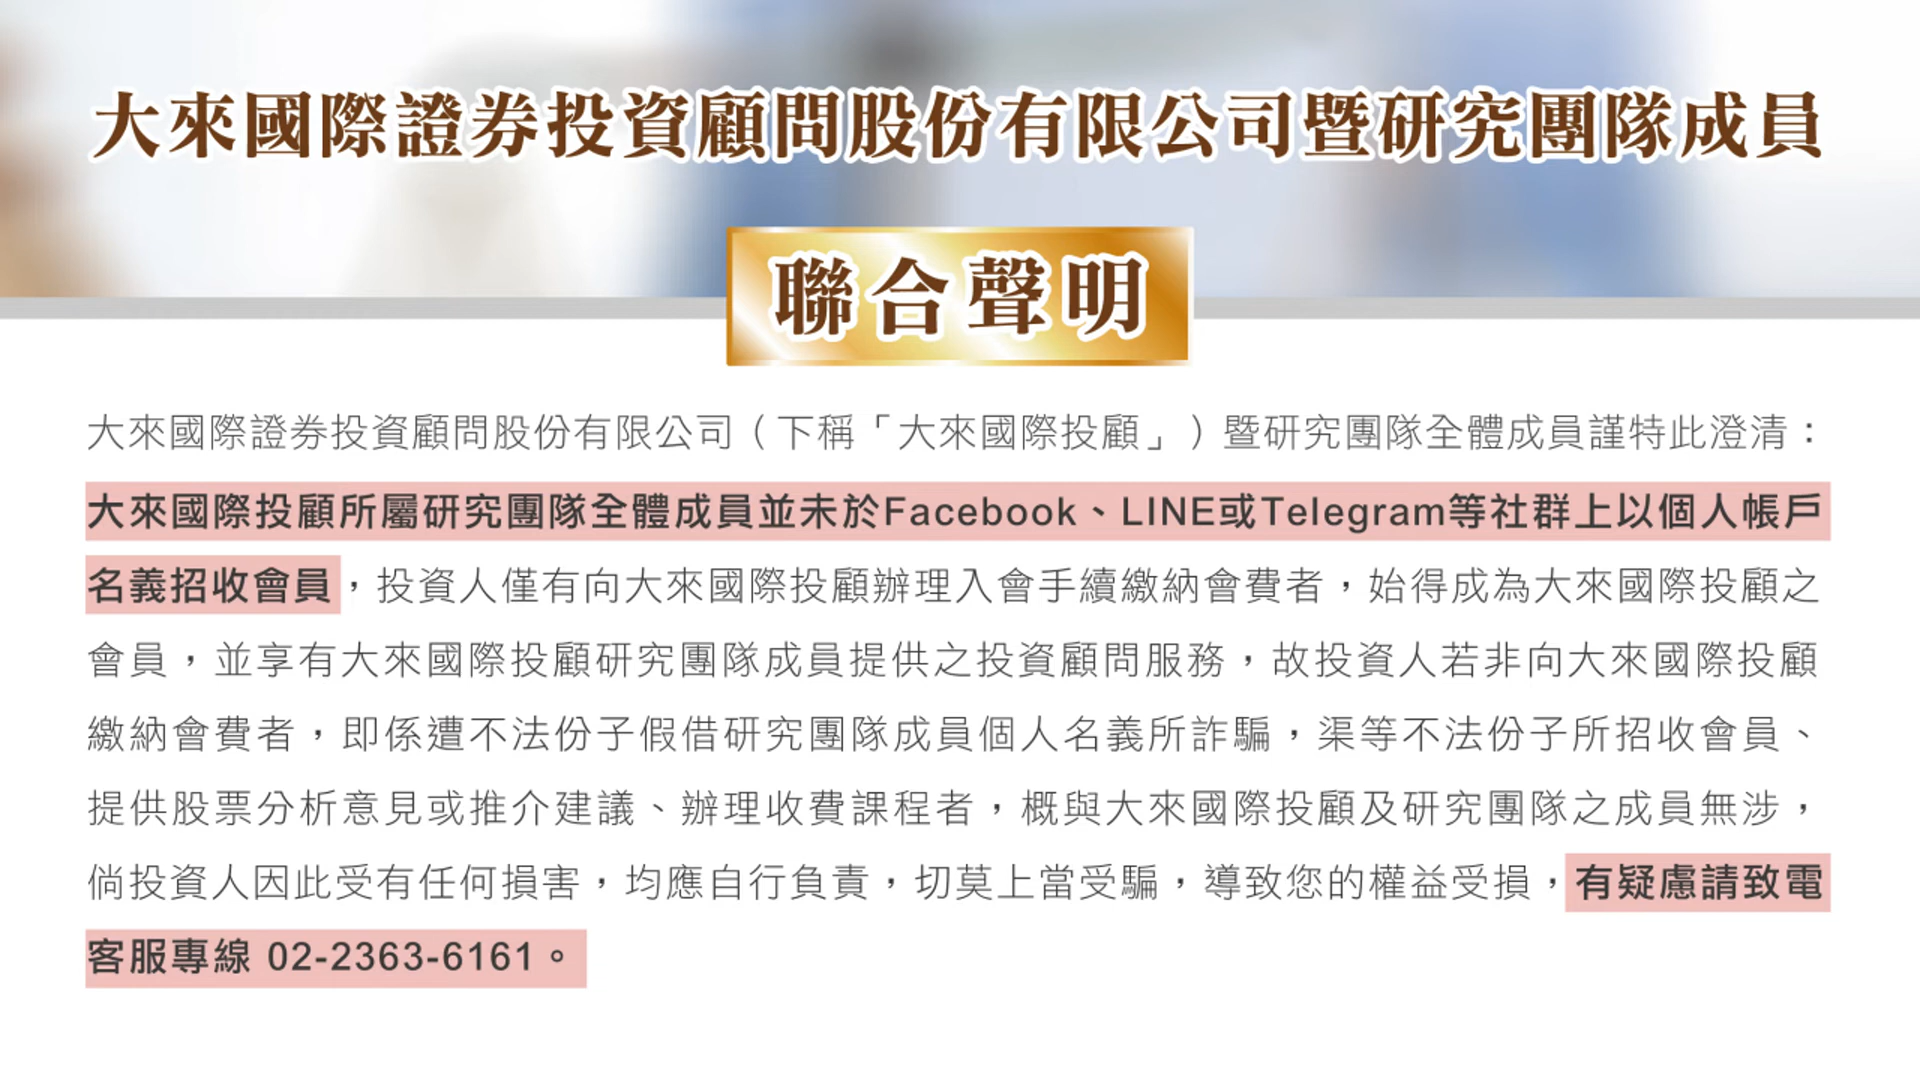 大來國際證券投資顧問股份有限公司暨研究團隊成員
聯合聲明
大來國際證券投資顧問股份有限公司（下稱「大來國際投顧」）暨研究團隊全體成員謹特此澄清：
大來國際投顧所屬研究團隊全體成員並未於Facebook、LINE或Telegram等社群上以個人帳戶
名義招收會員，投資人僅有向大來國際投顧辦理入會手續繳納會費者，始得成為大來國際投顧之
會員，並享有大來國際投顧研究團隊成員提供之投資顧問服務，故投資人若非向大來國際投顧
繳納會費者，即係遭不法份子假借研究團隊成員個人名義所詐騙，渠等不法份子所招收會員、
提供股票分析意見或推介建議、辦理收費課程者，概與大來國際投顧及研究團隊之成員無涉，
倘投資人因此受有任何損害，均應自行負責，切莫上當受騙，導致您的權益受損，有疑慮請致電
客服專線 02-2363-6161。